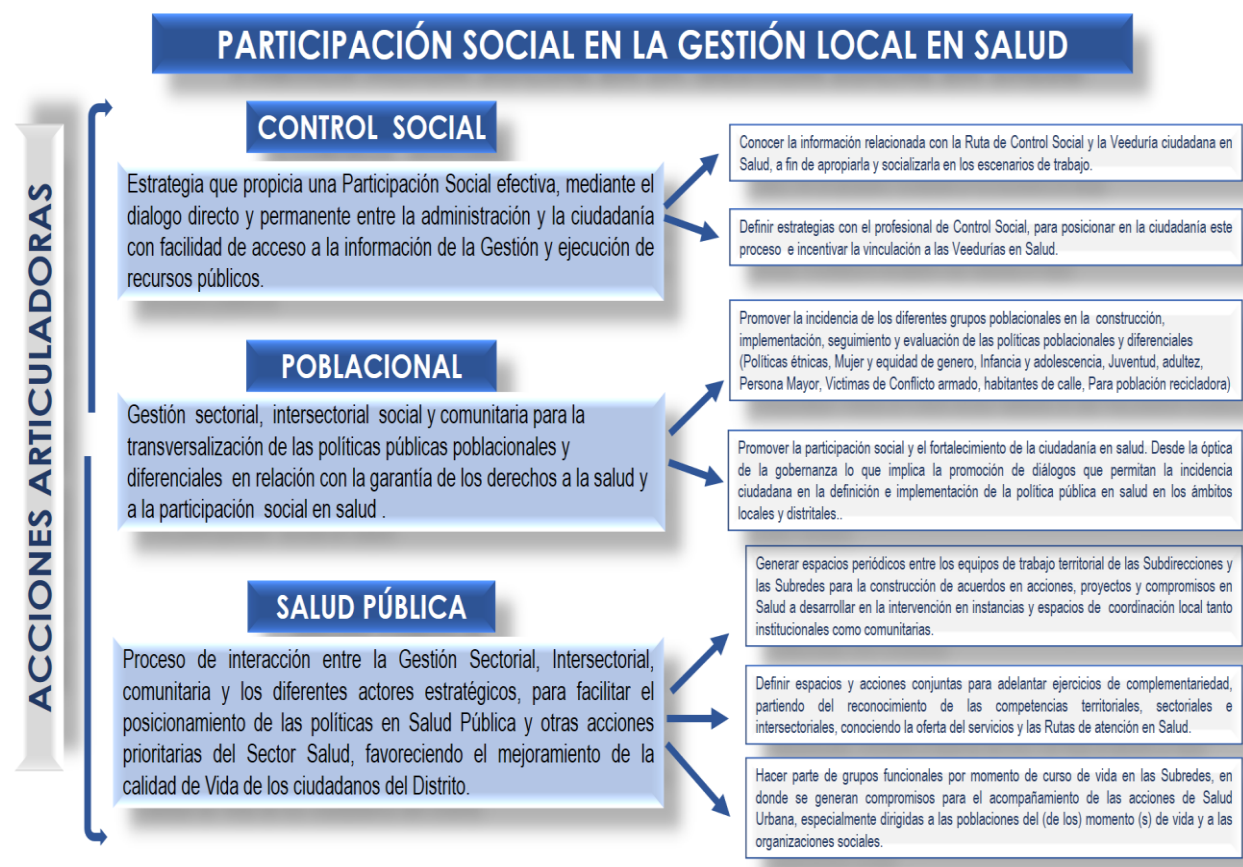 PARTICIPACIÓN SOCIAL EN LA GESTIÓN LOCAL EN SALUD
ACCIONES ARTICULADORAS
CONTROL SOCIAL
Estrategia que propicia una Participación Social efectiva, mediante el
dialogo directo y permanente entre la administración y la ciudadanía
con facilidad de acceso a la información de la Gestión y ejecución de
recursos públicos.
Conocer la información relacionada con la Ruta de Control Social y la Veeduría ciudadana en
Salud, a fin de apropiarla y socializarla en los escenarios de trabajo.
Definir estrategias con el profesional de Control Social, para posicionar en la ciudadanía este
proceso e incentivar la vinculación a las Veedurías en Salud.
POBLACIONAL
Gestión sectorial, intersectorial social y comunitaria para la
transversalización de las políticas públicas poblacionales y
diferenciales en relación con la garantía de los derechos a la salud y
a la participación social en salud .
Promover la incidencia de los diferentes grupos poblacionales en la construcción,
implementación, seguimiento y evaluación de las políticas poblacionales y diferenciales
(Políticas étnicas, Mujer y equidad de genero, Infancia y adolescencia, Juventud, adultez,
Persona Mayor, Victimas de Conflicto armado, habitantes de calle, Para población recicladora)
Promover la participación social y el fortalecimiento de la ciudadanía en salud. Desde la óptica
de la gobernanza lo que implica la promoción de diálogos que permitan la incidencia
ciudadana en la definición e implementación de la política pública en salud en los ámbitos
locales y distritales..
SALUD PÚBLICA
Proceso de interacción entre la Gestión Sectorial, Intersectorial,
comunitaria y los diferentes actores estratégicos, para facilitar el
posicionamiento de las políticas en Salud Pública y otras acciones
prioritarias del Sector Salud, favoreciendo el mejoramiento de la
calidad de Vida de los ciudadanos del Distrito.
Generar espacios periódicos entre los equipos de trabajo territorial de las Subdirecciones y
las Subredes para la construcción de acuerdos en acciones, proyectos y compromisos en
Salud a desarrollar en la intervención en instancias y espacios de coordinación local tanto
institucionales como comunitarias.
Definir espacios y acciones conjuntas para adelantar ejercicios de complementariedad,
partiendo del reconocimiento de las competencias territoriales, sectoriales e
intersectoriales, conociendo la oferta del servicios y las Rutas de atención en Salud.
Hacer parte de grupos funcionales por momento de curso de vida en las Subredes, en
donde se generan compromisos para el acompañamiento de las acciones de Salud
Urbana, especialmente dirigidas a las poblaciones del (de los) momento (s) de vida y a las
organizaciones sociales.